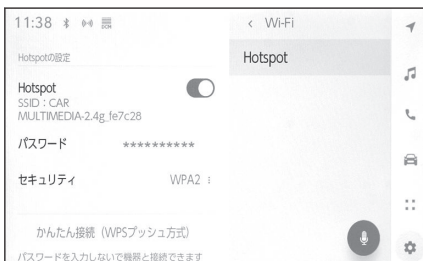 11:38
< Wi-Fi
Hotspotの設定
Hotspot
Hotspot
SSID：CAR
MULTIMEDIA-2.4g_fe7c28
パスワード **********
セキュリティ WPA2
かんたん接続（WPSプッシュ方式）
パスワードを入力しないで機器と接続できます